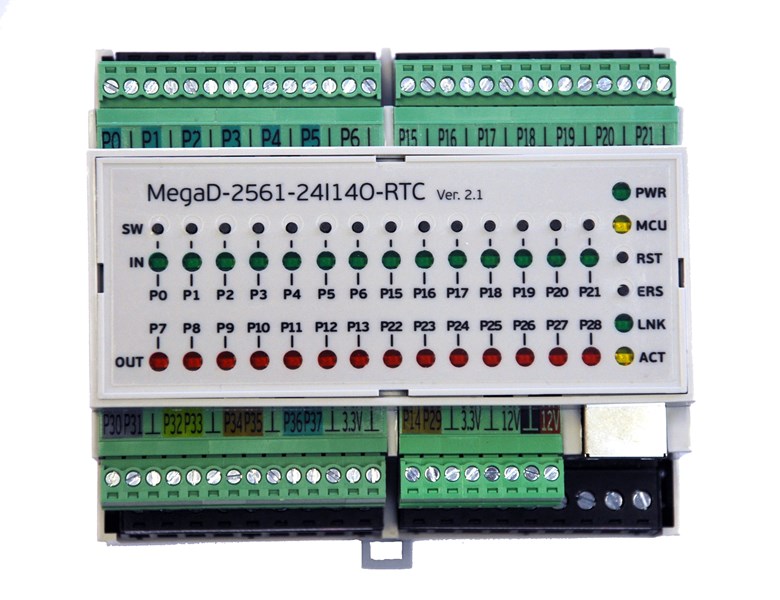 P0 ⊥ P1 ⊥ P2 ⊥ P3 ⊥ P4 ⊥ P5 ⊥ P6 ⊥ P15 ⊥ P16 ⊥ P17 ⊥ P18 ⊥ P19 ⊥ P20 ⊥ P21 ⊥
MegaD-2561-24I14O-RTC Ver. 2.1 PWR
SW MCU
IN RST
P0 P1 P2 P3 P4 P5 P6 P15 P16 P17 P18 P19 P20 P21 ERS
P7 P8 P9 P10 P11 P12 P13 P22 P23 P24 P25 P26 P27 P28 LNK
OUT ACT
P30 P31 ⊥ P32 P33 ⊥ P34 P35 ⊥ P36 P37 ⊥ 3.3V ⊥ P14 P29 ⊥ 3.3V ⊥ 12V ⊥ 12V